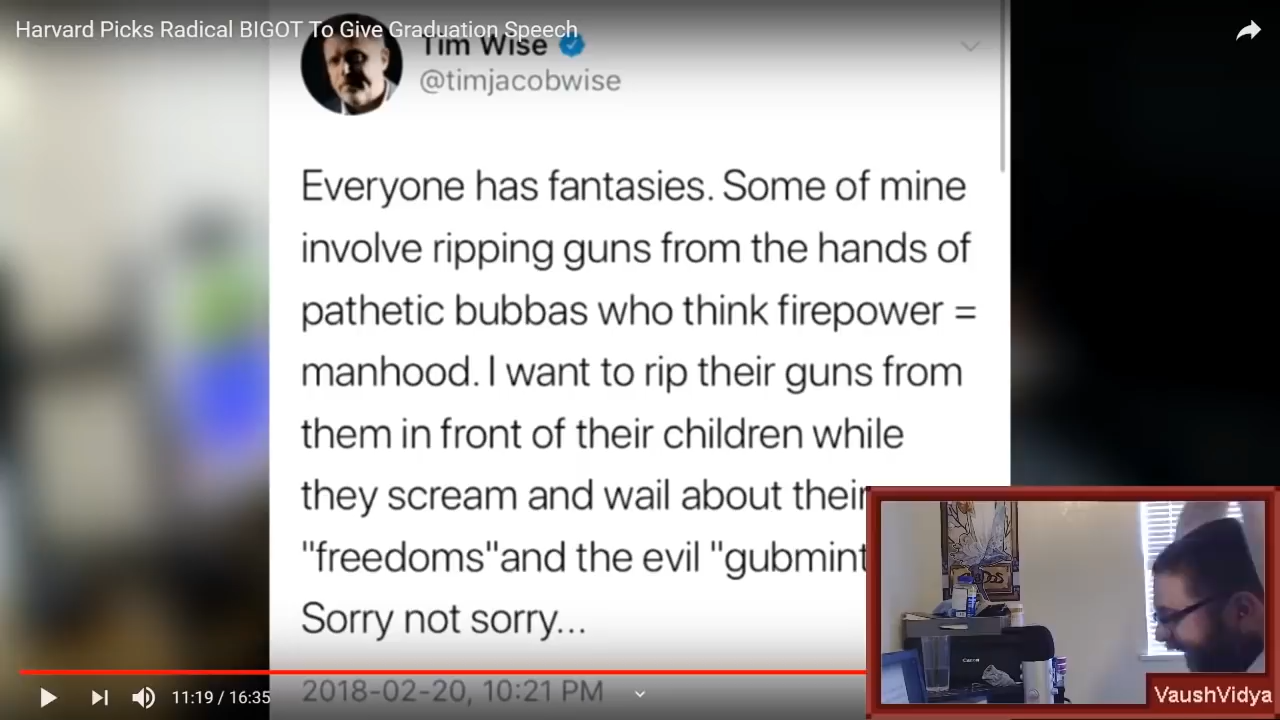 Harvard Picks Radical BIGOT To Give Graduation Speech
Tim Wise
@timjacobwise
Everyone has fantasies. Some of mine
involve ripping guns from the hands of
pathetic bubbas who think firepower =
manhood. I want to rip their guns from
them in front of their children while
they scream and wail about their
"freedoms"and the evil "gubmint
Sorry not sorry...
2018-02-20, 10:21 PM
11:19 / 16:35
Canon
VaushVidya